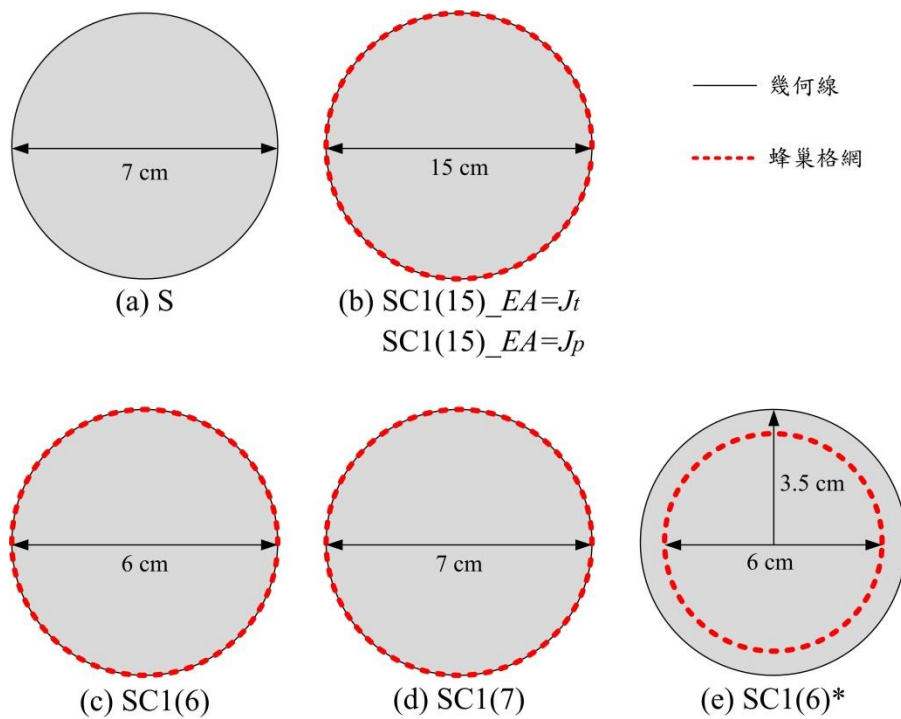 7 cm
(a) S
15 cm
(b) SC1(15)_EA=Jt
SC1(15)_EA=Jp
幾何線
蜂巢格網
6 cm
(c) SC1(6)
7 cm
(d) SC1(7)
3.5 cm
6 cm
(e) SC1(6)*